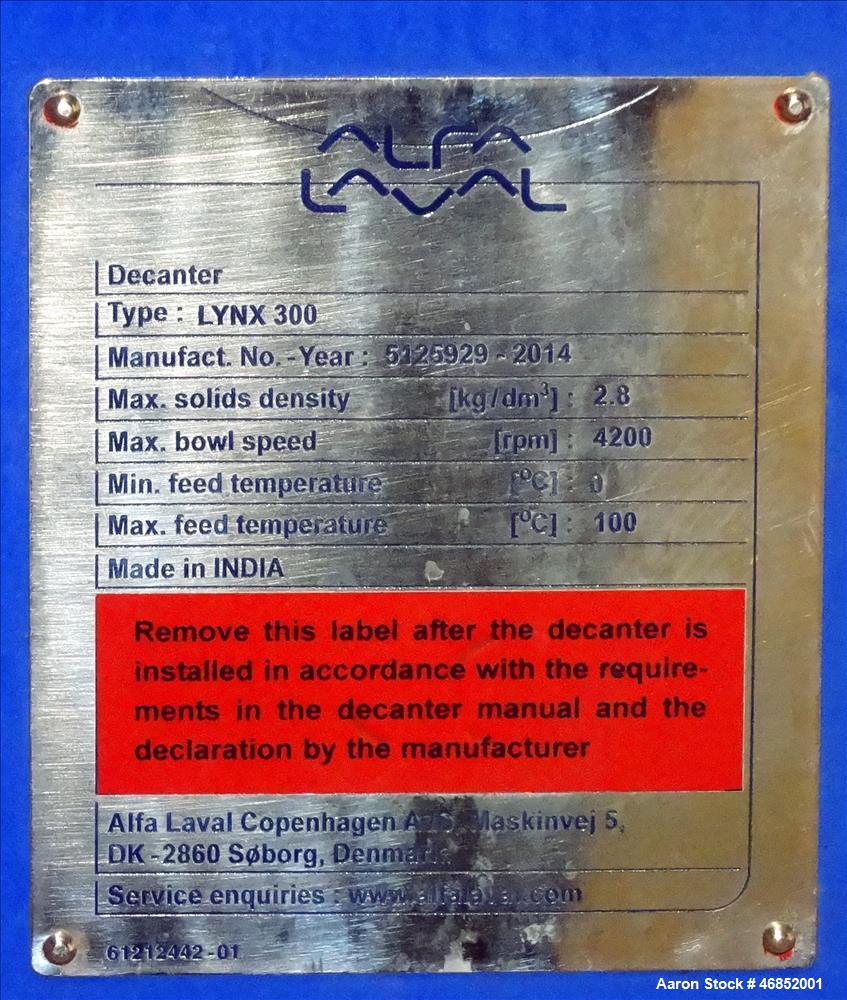 ALFA
LAVAL
Decanter
Type : LYNX 300
Manufact. No. - Year : 5125929 - 2014
Max. solids density [kg/dm³] : 2.8
Max. bowl speed [rpm] : 4200
Min. feed temperature [°C] : 0
Max. feed temperature [°C] : 100
Made in INDIA
Remove this label after the decanter is
installed in accordance with the require-
ments in the decanter manual and the
declaration by the manufacturer
Alfa Laval Copenhagen A/S, Maskinvej 5,
DK - 2860 Søborg, Denmark
Service enquiries : www.alfalaval.com
61212442 - 01
Aaron Stock # 46852001